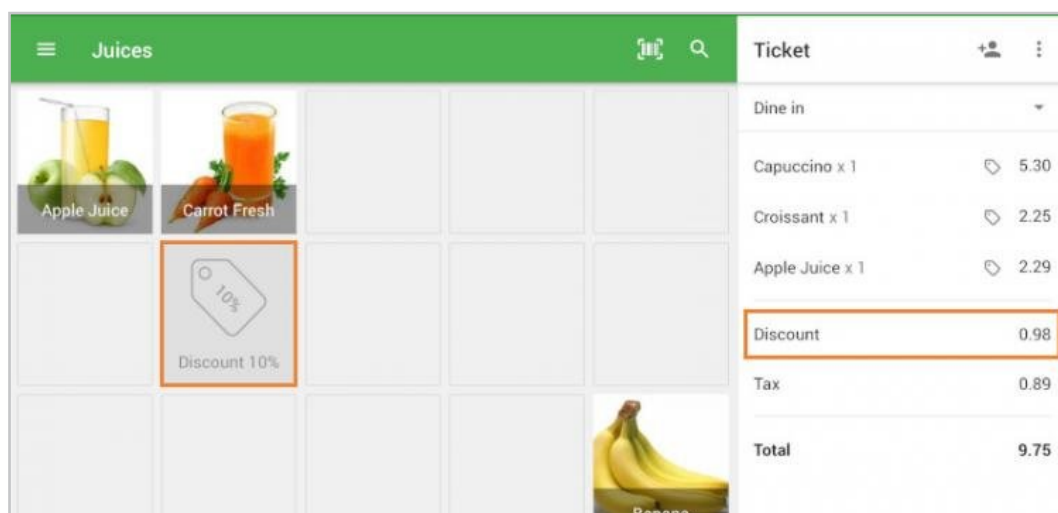 Juices
Apple Juice
Carrot Fresh
10%
Discount 10%
Banana
Ticket
Dine in
Capuccino x 1 5.30
Croissant x 1 2.25
Apple Juice x 1 2.29
Discount 0.98
Tax 0.89
Total 9.75